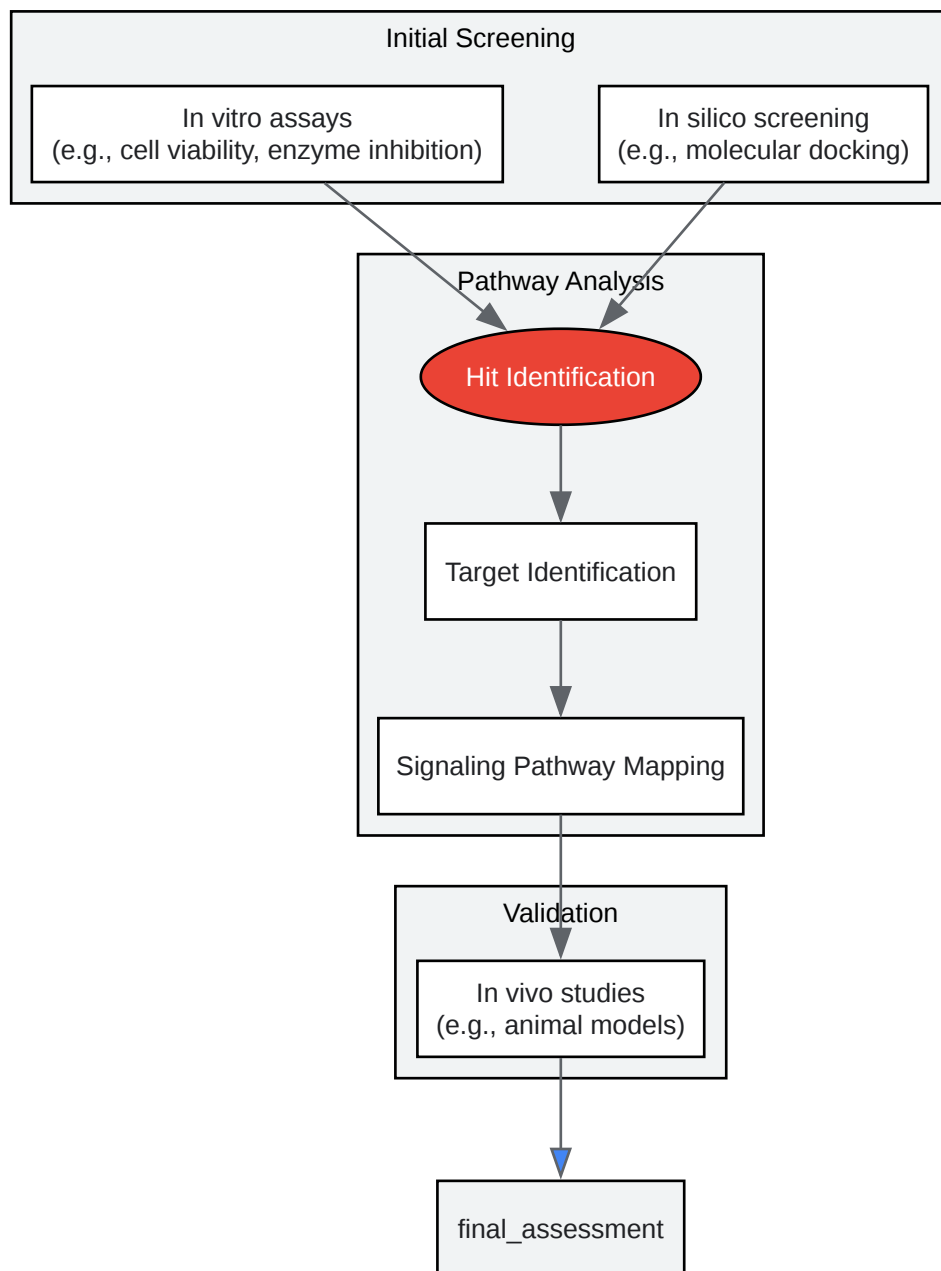 Initial Screening
In vitro assays
(e.g., cell viability, enzyme inhibition)
In silico screening
(e.g., molecular docking)
Pathway Analysis
Hit Identification
Target Identification
Signaling Pathway Mapping
Validation
In vivo studies
(e.g., animal models)
final_assessment